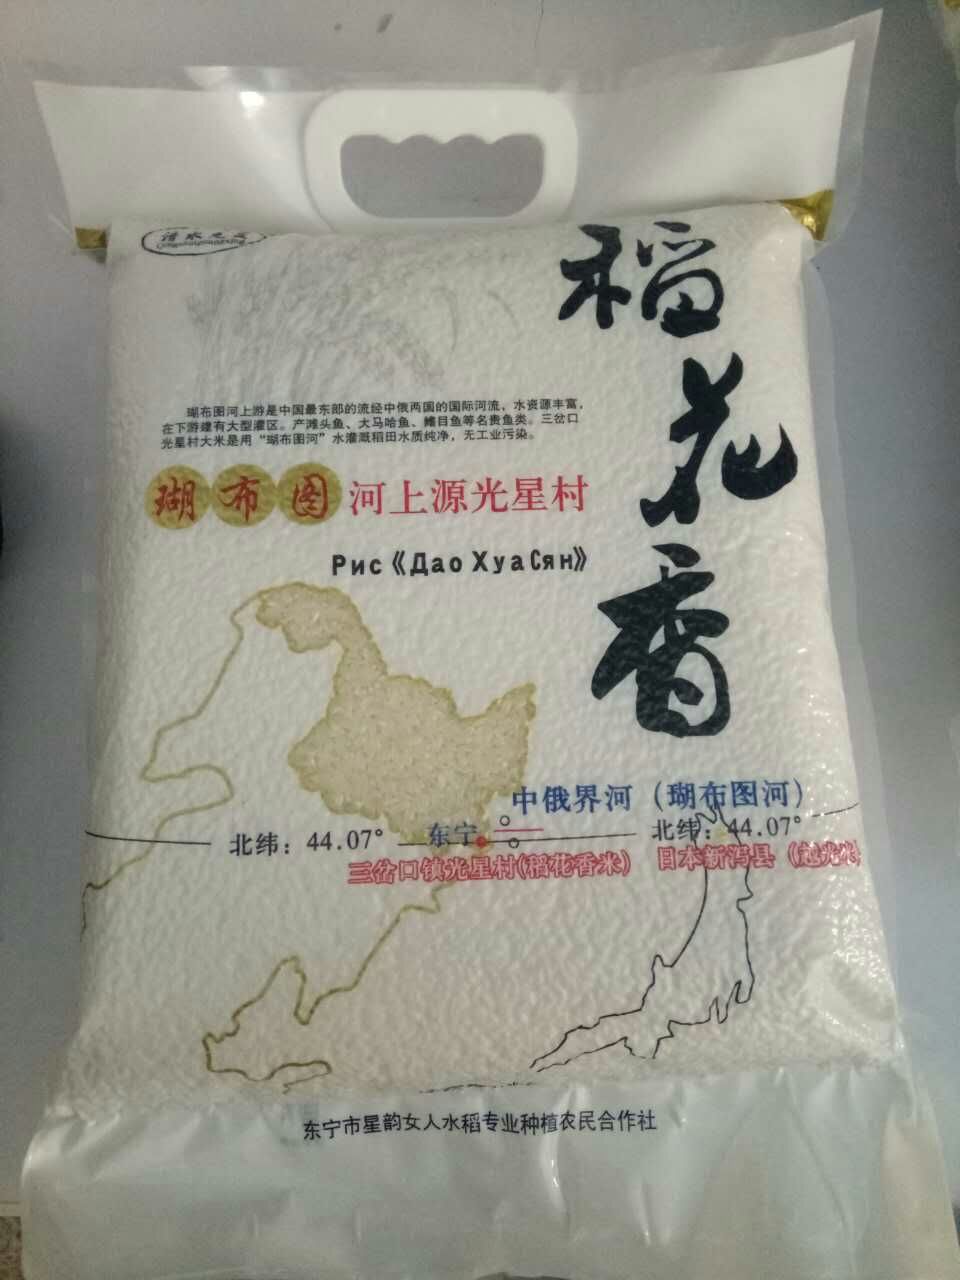 稻花香
瑚布图河上游是中国最东部的流经中俄两国的国际河流，水资源丰富，
在下游建有大型灌区。产滩头鱼、大马哈鱼、鳍目鱼等名贵鱼类。三岔口
光星村大米是用“瑚布图河”水灌溉稻田水质纯净，无工业污染。
瑚布图河上源光星村
Рис《Дао ХуаСян》
中俄界河（瑚布图河）
北纬：44.07° 东宁 北纬：44.07°
三岔口镇光星村(稻花香米) 日本新泻县（越光米
东宁市星韵女人水稻专业种植农民合作社